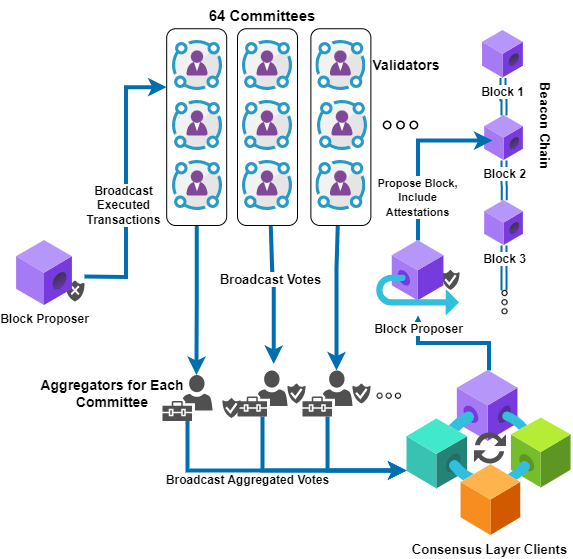 64 Committees
Validators
Block 1
Beacon Chain
Broadcast
Executed
Transactions
Propose Block,
Include
Attestations
Block 2
Block 3
Broadcast Votes
Block Proposer
Block Proposer
Aggregators for Each
Committee
Broadcast Aggregated Votes
Consensus Layer Clients